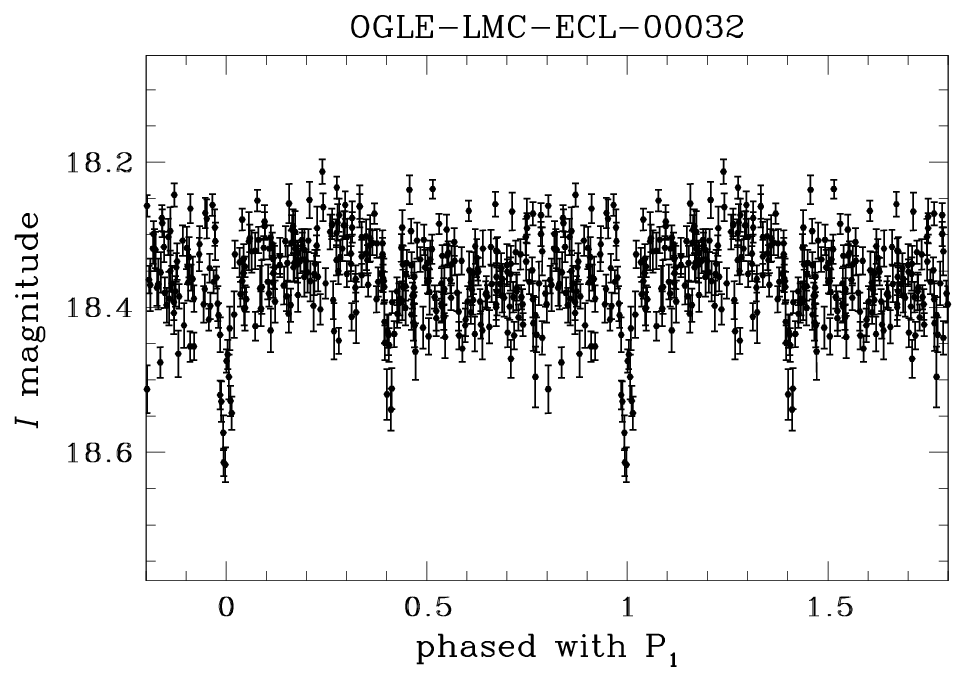 OGLE-LMC-ECL-00032
18.2
18.4
18.6
I magnitude
0 0.5 1 1.5
phased with P₁